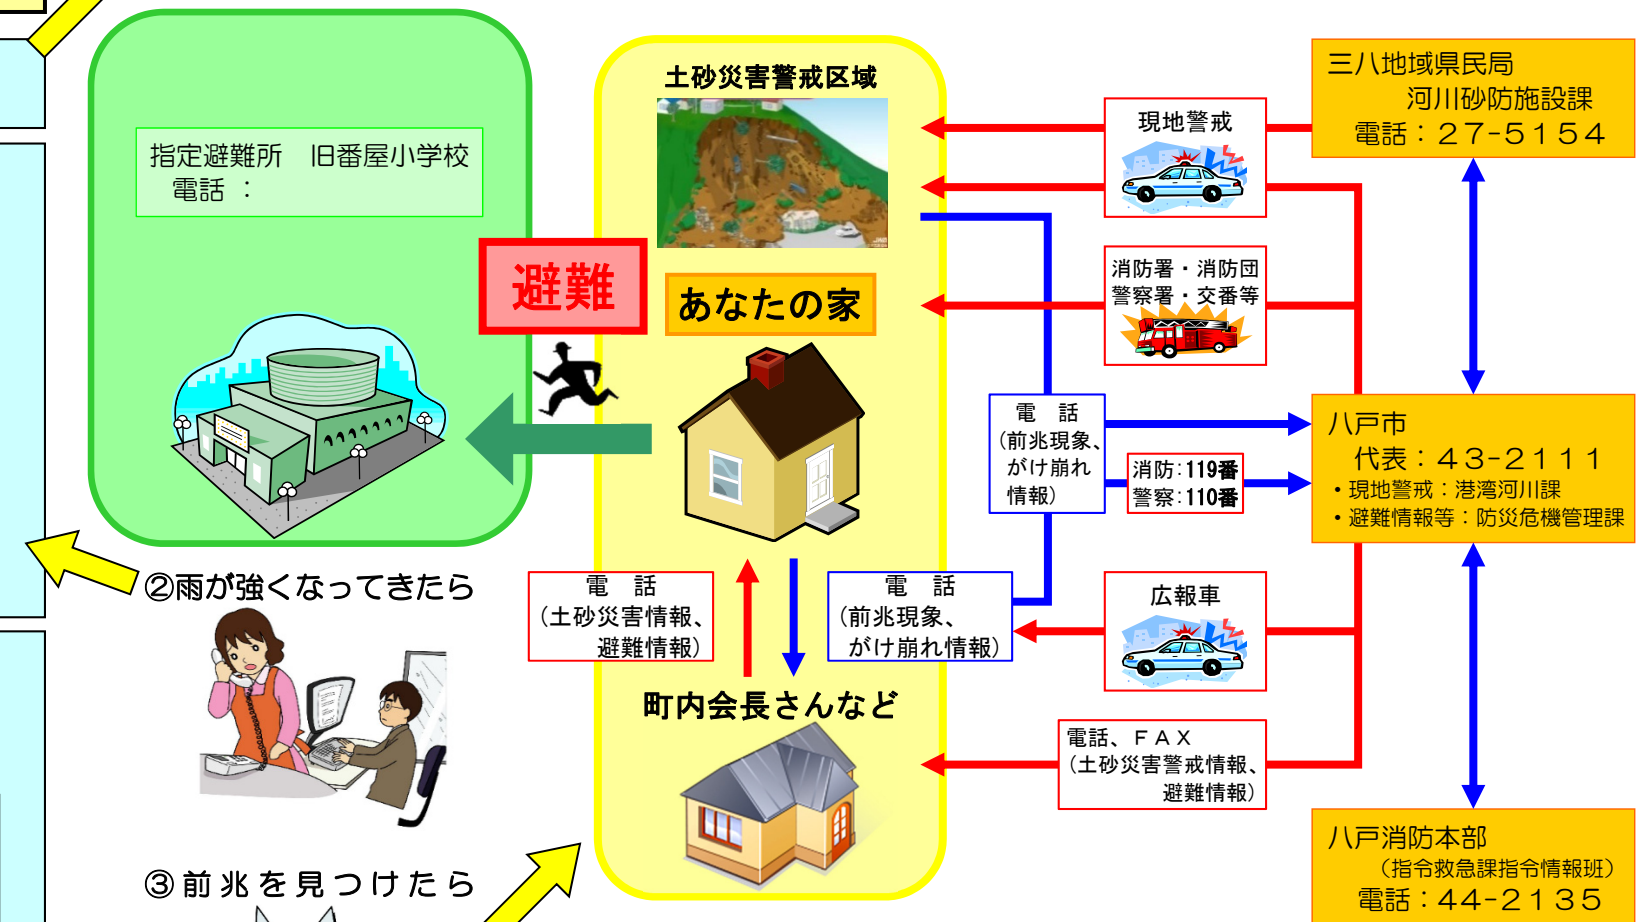 指定避難所　旧番屋小学校
電話 ：
避難
②雨が強くなってきたら
③前兆を見つけたら
土砂災害警戒区域
あなたの家
電　話
(土砂災害情報、
避難情報)
電　話
(前兆現象、
がけ崩れ情報)
町内会長さんなど
現地警戒
消防署・消防団
警察署・交番等
電　話
(前兆現象、
がけ崩れ
情報)
消防:119番
警察:110番
広報車
電話、ＦＡＸ
(土砂災害警戒情報、
避難情報)
三八地域県民局
河川砂防施設課
電話：２７-５１５４
八戸市
代表：４３-２１１１
・現地警戒：港湾河川課
・避難情報等：防災危機管理課
八戸消防本部
（指令救急課指令情報班）
電話：４４-２１３５